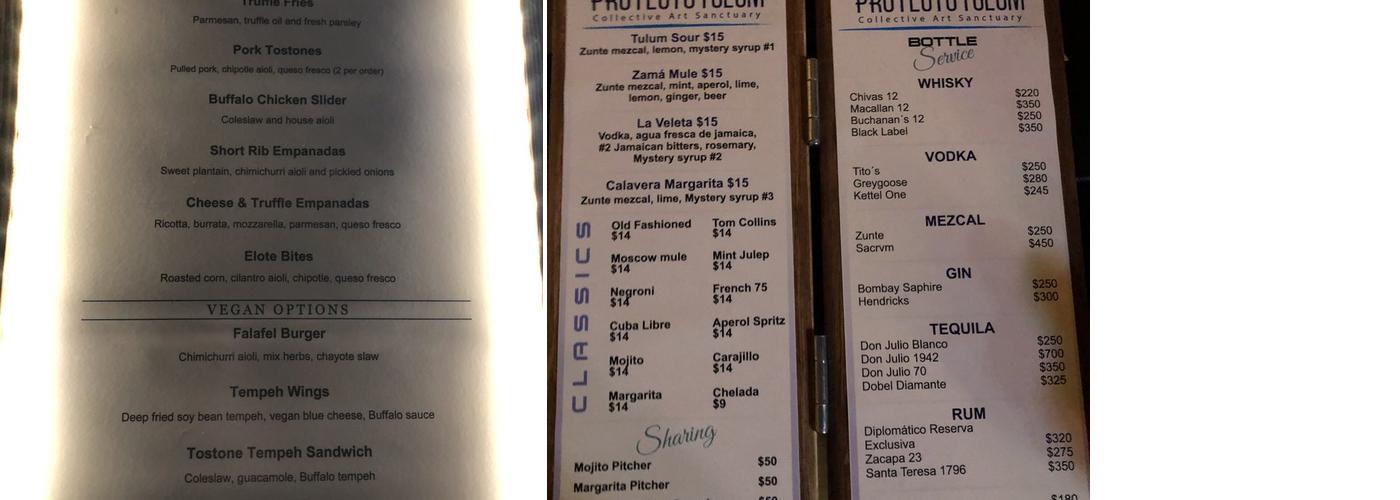 Truffle Fries
Parmesan, truffle oil and fresh parsley
Pork Tostones
Pulled pork, chipotle aioli, queso fresco (2 per order)
Buffalo Chicken Slider
Coleslaw and house aioli
Short Rib Empanadas
Sweet plantain, chimichurri aioli and pickled onions
Cheese & Truffle Empanadas
Ricotta, burrata, mozzarella, parmesan, queso fresco
Elote Bites
Roasted corn, cilantro aioli, chipotle, queso fresco
VEGAN OPTIONS
Falafel Burger
Chimichurri aioli, mix herbs, chayote slaw
Tempeh Wings
Deep fried soy bean tempeh, vegan blue cheese, Buffalo sauce
Tostone Tempeh Sandwich
Coleslaw, guacamole, Buffalo tempeh
Collective Art Sanctuary
Tulum Sour $15
Zunte mezcal, lemon, mystery syrup #1
Zamá Mule $15
Zunte mezcal, mint, aperol, lime,
lemon, ginger, beer
La Veleta $15
Vodka, agua fresca de jamaica,
#2 Jamaican bitters, rosemary,
Mystery syrup #2
Calavera Margarita $15
Zunte mezcal, lime, Mystery syrup #3
CLASSICS
Old Fashioned
$14
Tom Collins
$14
Moscow mule
$14
Mint Julep
$14
Negroni
$14
French 75
$14
Cuba Libre
$14
Aperol Spritz
$14
Mojito
$14
Carajillo
$14
Margarita
$14
Chelada
$9
Sharing
Mojito Pitcher $50
Margarita Pitcher $50
$50
Collective Art Sanctuary
BOTTLE
Service
WHISKY
Chivas 12 $220
Macallan 12 $350
Buchanan´s 12 $250
Black Label $350
VODKA
Tito´s $250
Greygoose $280
Kettel One $245
MEZCAL
Zunte $250
Sacrvm $450
GIN
Bombay Saphire $250
Hendricks $300
TEQUILA
Don Julio Blanco $250
Don Julio 1942 $700
Don Julio 70 $350
Dobel Diamante $325
RUM
Diplomático Reserva
Exclusiva $320
Zacapa 23 $275
Santa Teresa 1796 $350
$180